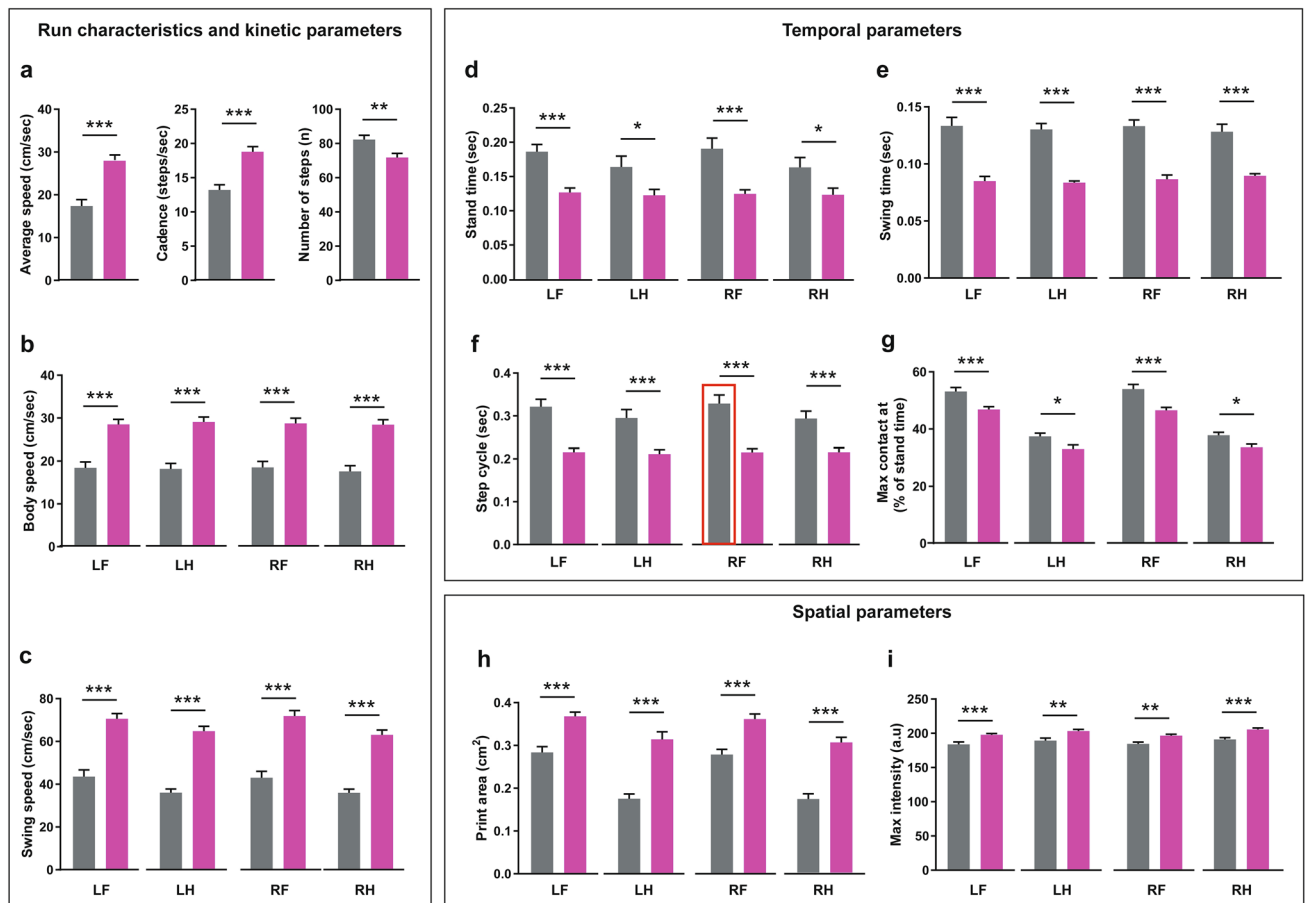 Run characteristics and kinetic parameters
a
Average speed (cm/sec)
40
30
20
10
0
***
Cadence (steps/sec)
25
20
15
10
5
0
***
Number of steps (n)
100
80
60
40
20
0
**
b
Body speed (cm/sec)
40
30
20
10
0
***
***
***
***
LF LH RF RH
c
Swing speed (cm/sec)
80
60
40
20
0
***
***
***
***
LF LH RF RH
Temporal parameters
d
Stand time (sec)
0.25
0.20
0.15
0.10
0.05
0.00
***
*
***
*
LF LH RF RH
e
Swing time (sec)
0.15
0.10
0.05
0.00
***
***
***
***
LF LH RF RH
f
Step cycle (sec)
0.4
0.3
0.2
0.1
0.0
***
***
***
***
LF LH RF RH
g
Max contact at
(% of stand time)
60
40
20
0
***
*
***
*
LF LH RF RH
Spatial parameters
h
Print area (cm²)
0.4
0.3
0.2
0.1
0.0
***
***
***
***
LF LH RF RH
i
Max intensity (a.u)
250
200
150
100
50
0
***
**
**
***
LF LH RF RH